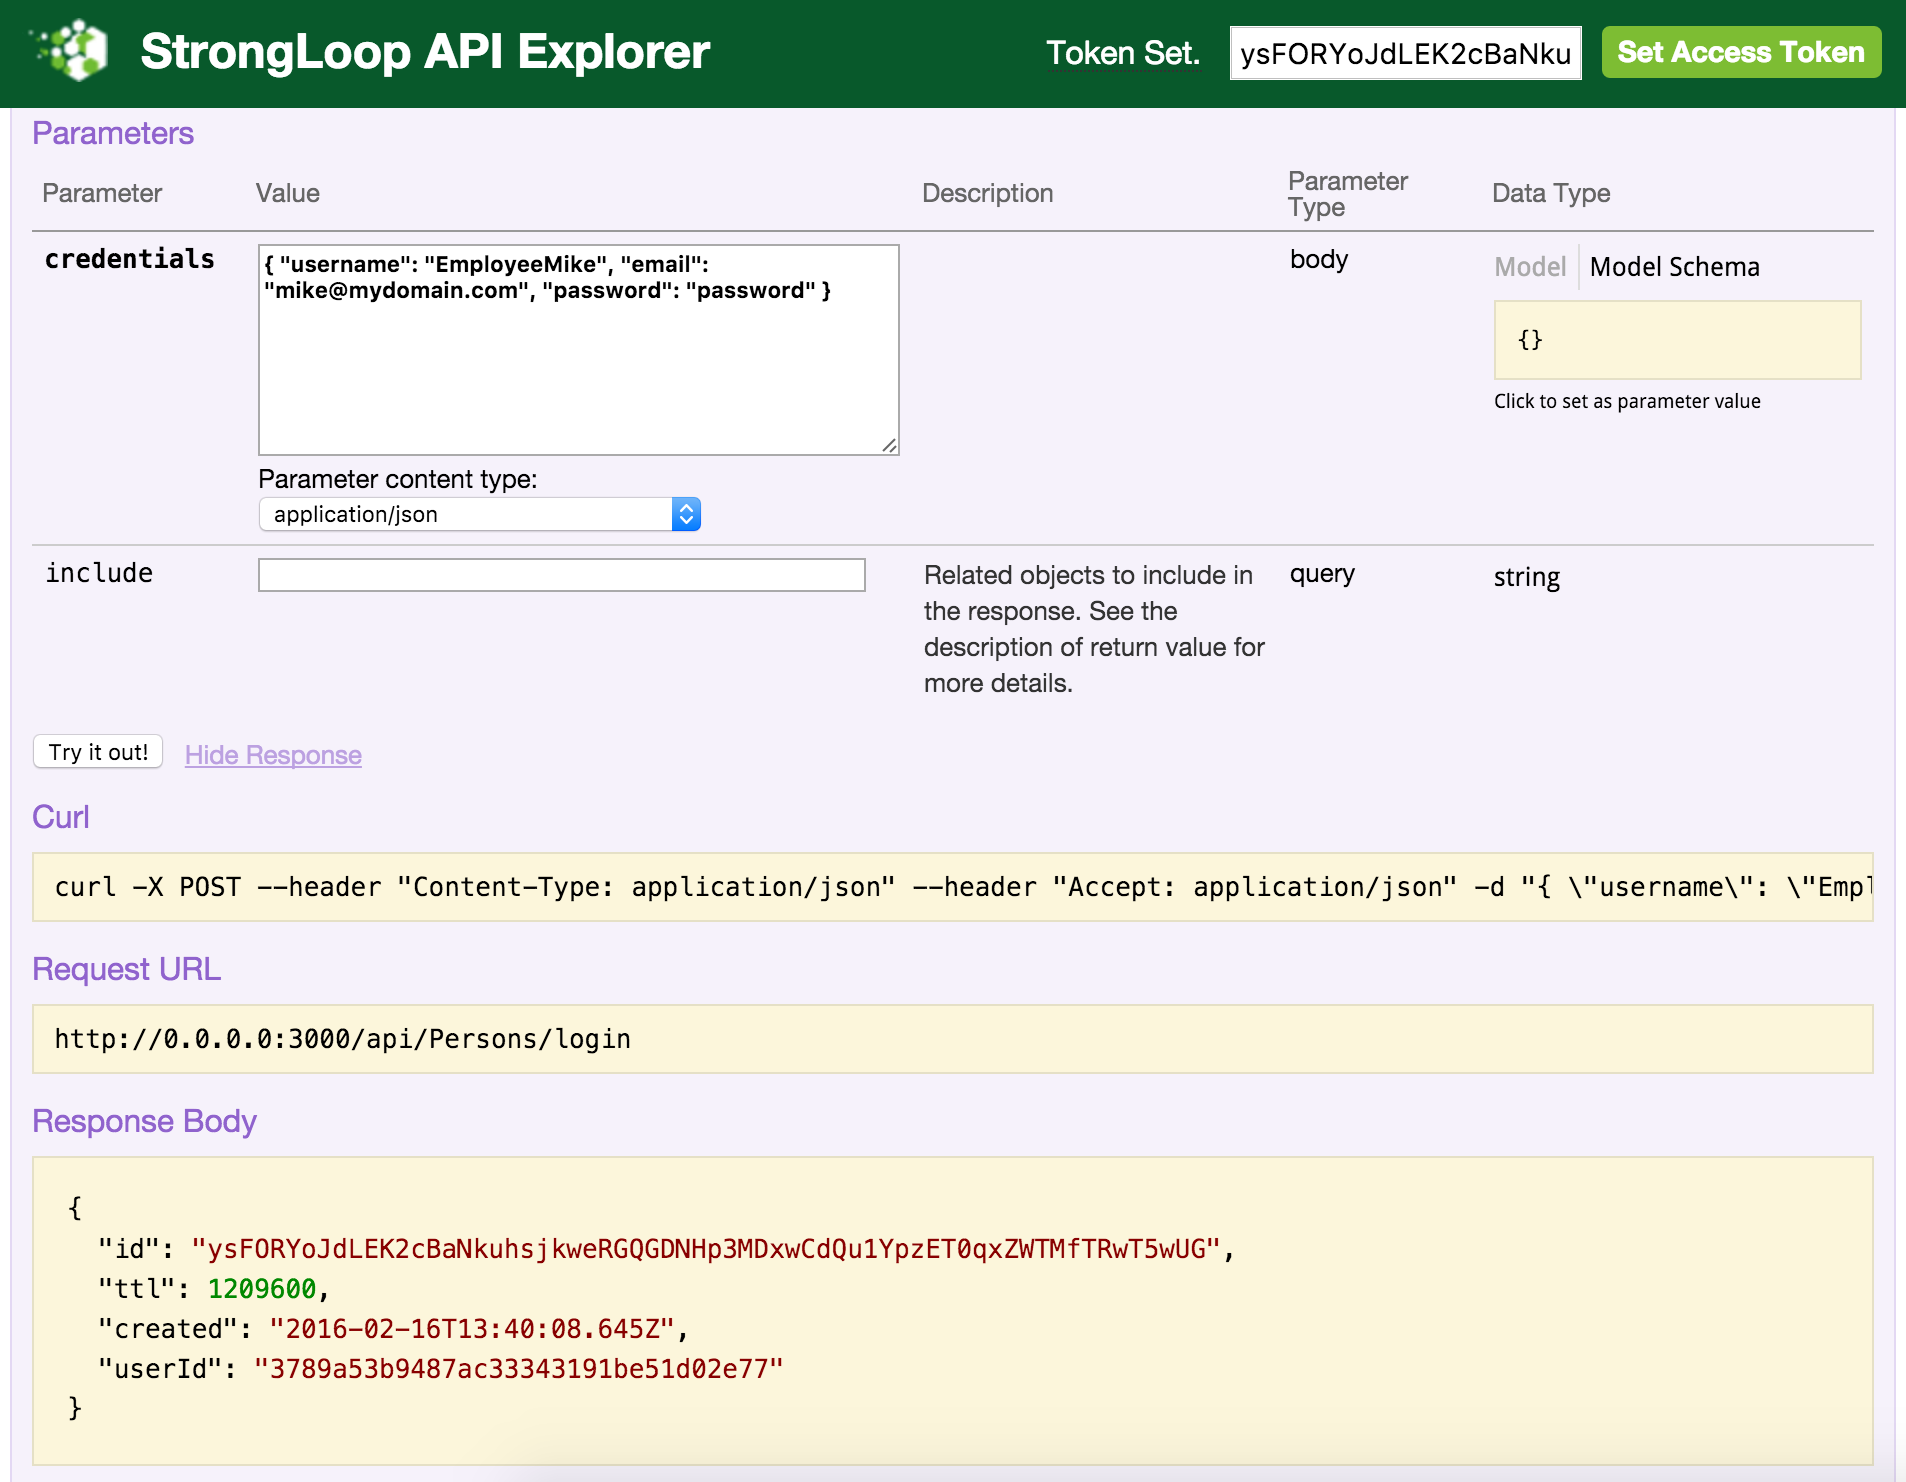 StrongLoop API Explorer
Token Set.
ysFORYoJdLEK2cBaNku
Set Access Token
Parameters
Parameter Value Description Parameter Type Data Type
credentials
{ "username": "EmployeeMike", "email":
"mike@mydomain.com", "password": "password" }
body
Model Model Schema
{}
Click to set as parameter value
Parameter content type:
application/json
include
Related objects to include in
the response. See the
description of return value for
more details.
query
string
Try it out! Hide Response
Curl
curl -X POST --header "Content-Type: application/json" --header "Accept: application/json" -d "{ \"username\": \"Empl
Request URL
http://0.0.0.0:3000/api/Persons/login
Response Body
{
"id": "ysFORYoJdLEK2cBaNkuhsjkweRGQGDNHp3MDxwCdQu1YpzET0qxZWTMfTRwT5wUG",
"ttl": 1209600,
"created": "2016-02-16T13:40:08.645Z",
"userId": "3789a53b9487ac33343191be51d02e77"
}